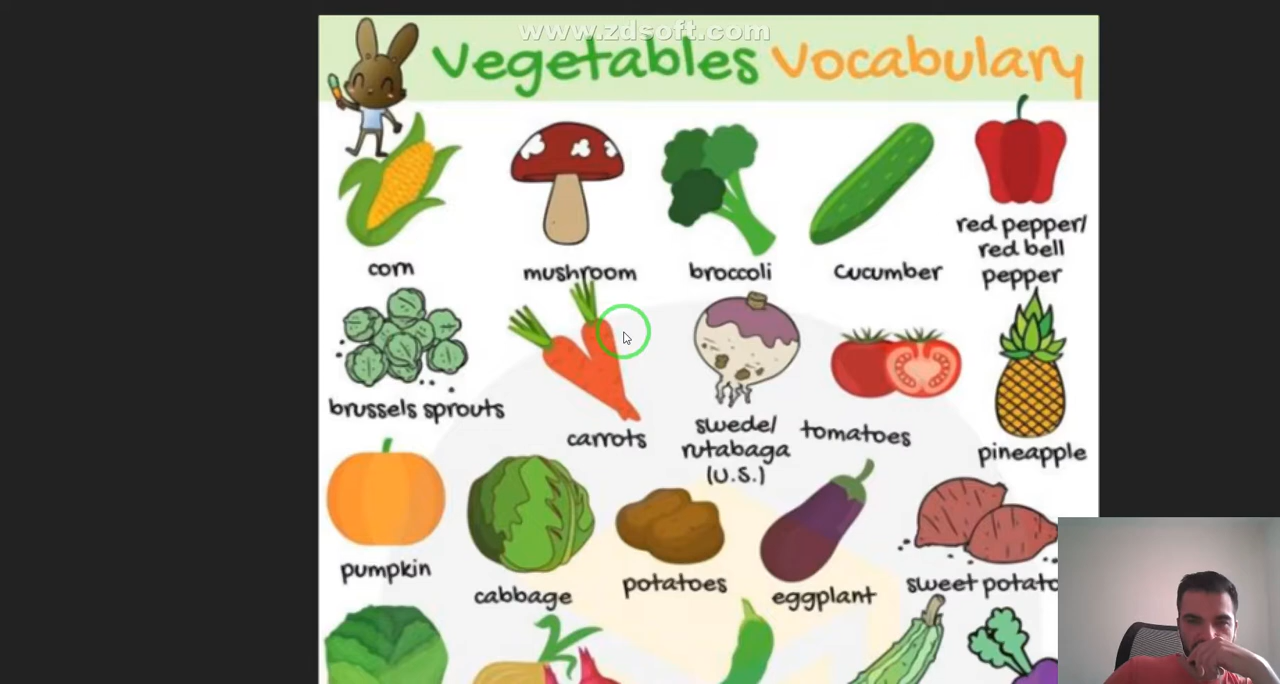 www.zdsoft.com
Vegetables Vocabulary
corn
mushroom
broccoli
cucumber
red pepper/
red bell
pepper
brussels sprouts
carrots
swede/
rutabaga
(U.S.)
tomatoes
pineapple
pumpkin
cabbage
potatoes
eggplant
sweet potato